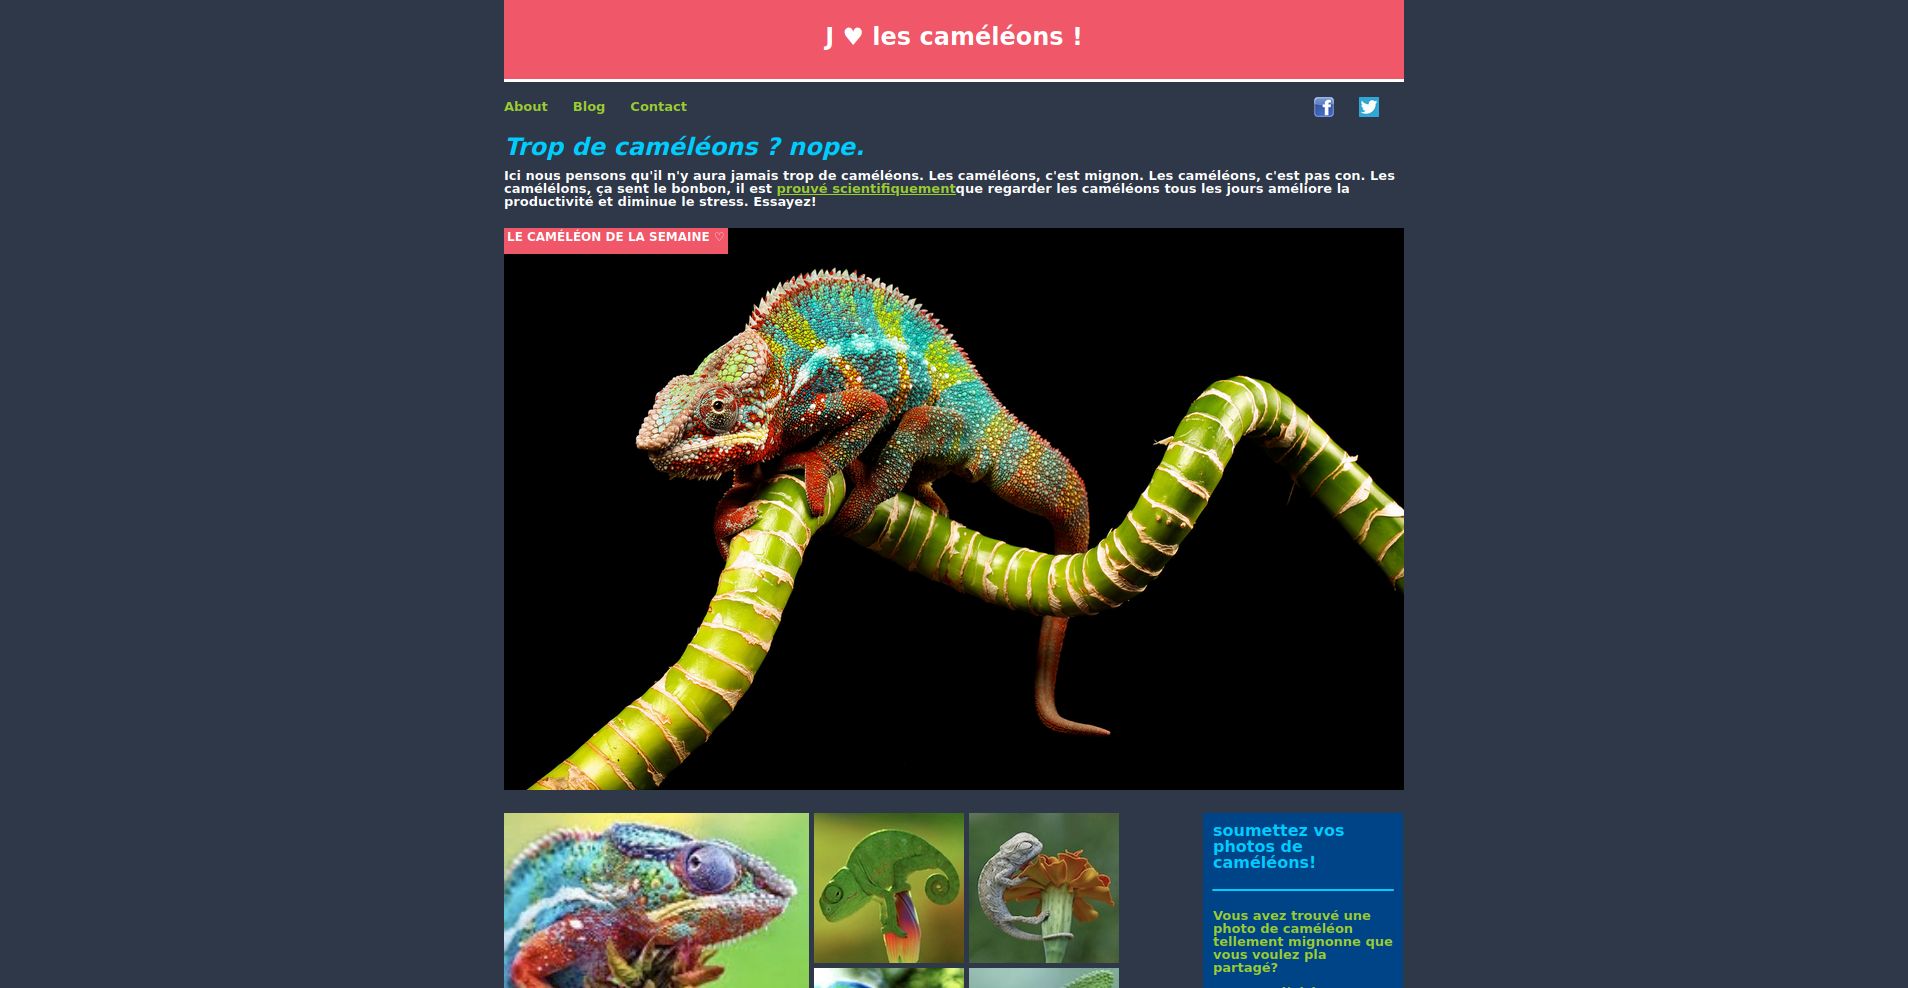 J ♥ les caméléons !
About Blog Contact
Trop de caméléons ? nope.
Ici nous pensons qu'il n'y aura jamais trop de caméléons. Les caméléons, c'est mignon. Les caméléons, c'est pas con. Les
camélélons, ça sent le bonbon, il est prouvé scientifiquementque regarder les caméléons tous les jours améliore la
productivité et diminue le stress. Essayez!
LE CAMÉLÉON DE LA SEMAINE ♡
soumettez vos
photos de
caméléons!
Vous avez trouvé une
photo de caméléon
tellement mignonne que
vous voulez pla
partagé?